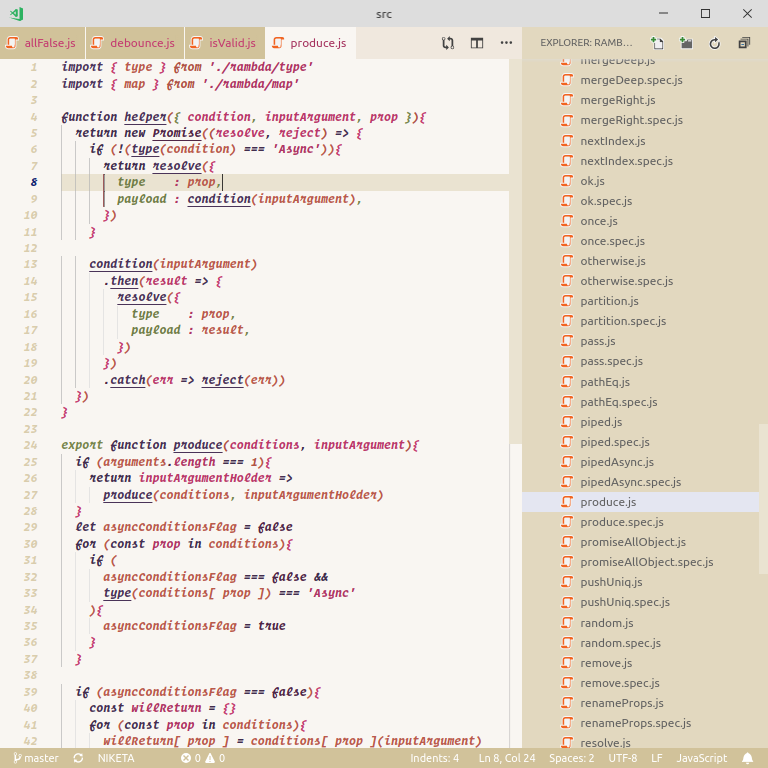 src
allFalse.js debounce.js isValid.js produce.js
EXPLORER: RAMB...
1 import { type } from './rambda/type'
2 import { map } from './rambda/map'
3
4 function helper({ condition, inputArgument, prop }){
5 return new Promise((resolve, reject) => {
6 if (!(type(condition) === 'Async')){
7 return resolve({
8 type : prop,
9 payload : condition(inputArgument),
10 })
11 }
12
13 condition(inputArgument)
14 .then(result => {
15 resolve({
16 type : prop,
17 payload : result,
18 })
19 })
20 .catch(err => reject(err))
21 })
22 }
23
24 export function produce(conditions, inputArgument){
25 if (arguments.length === 1){
26 return inputArgumentHolder =>
27 produce(conditions, inputArgumentHolder)
28 }
29 let asyncConditionsFlag = false
30 for (const prop in conditions){
31 if (
32 asyncConditionsFlag === false &&
33 type(conditions[ prop ]) === 'Async'
34 ){
35 asyncConditionsFlag = true
36 }
37 }
38
39 if (asyncConditionsFlag === false){
40 const willReturn = {}
41 for (const prop in conditions){
42 willReturn[ prop ] = conditions[ prop ](inputArgument)
mergeDeep.js
mergeDeep.spec.js
mergeRight.js
mergeRight.spec.js
nextIndex.js
nextIndex.spec.js
ok.js
ok.spec.js
once.js
once.spec.js
otherwise.js
otherwise.spec.js
partition.js
partition.spec.js
pass.js
pass.spec.js
pathEq.js
pathEq.spec.js
piped.js
piped.spec.js
pipedAsync.js
pipedAsync.spec.js
produce.js
produce.spec.js
promiseAllObject.js
promiseAllObject.spec.js
pushUniq.js
pushUniq.spec.js
random.js
random.spec.js
remove.js
remove.spec.js
renameProps.js
renameProps.spec.js
resolve.js
master NIKETA 0 0 Indents: 4 Ln 8, Col 24 Spaces: 2 UTF-8 LF JavaScript